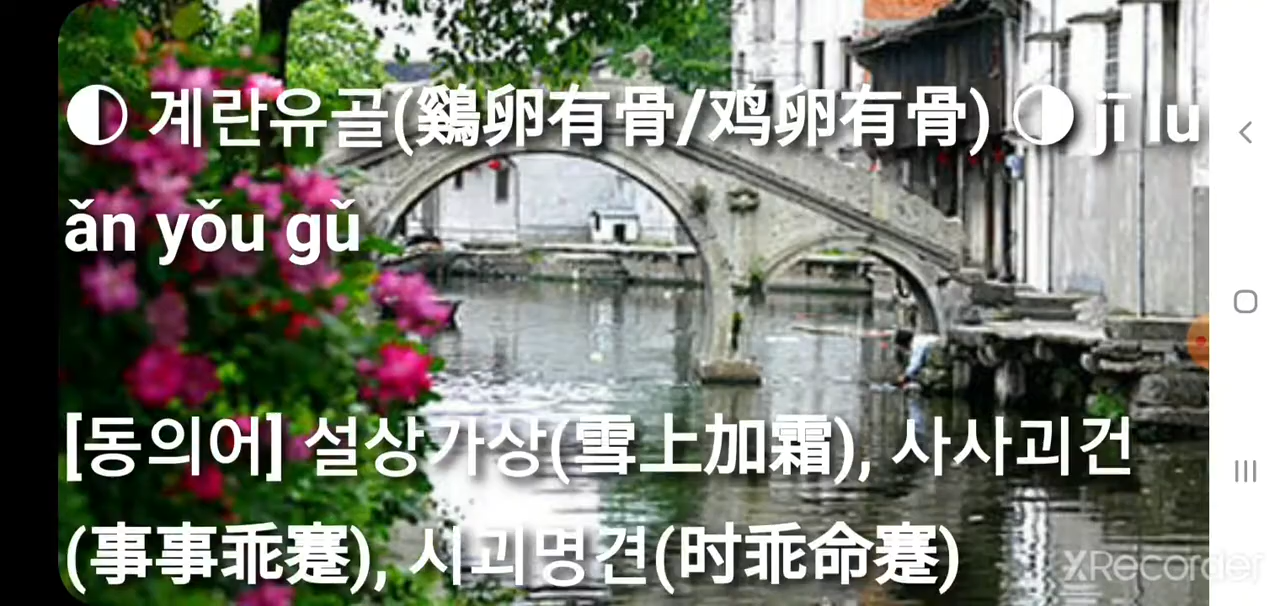 ◐ 계란유골(鷄卵有骨/鸡卵有骨) ◑ jī lu
ǎn yǒu gǔ
[동의어] 설상가상(雪上加霜), 사사괴건
(事事乖蹇), 시괴명견(时乖命蹇)
XRecorder